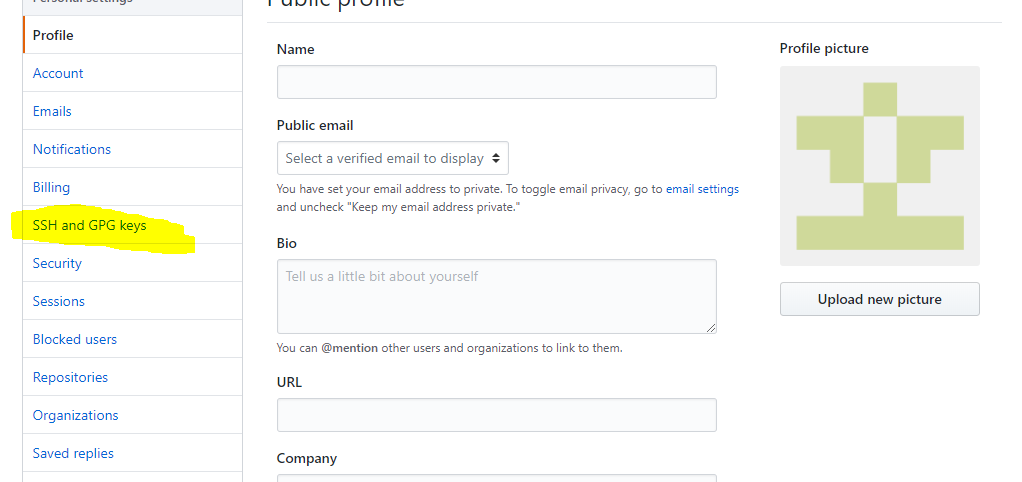 Personal settings
Profile
Account
Emails
Notifications
Billing
SSH and GPG keys
Security
Sessions
Blocked users
Repositories
Organizations
Saved replies
Public profile
Name
Public email
Select a verified email to display
You have set your email address to private. To toggle email privacy, go to email settings
and uncheck "Keep my email address private."
Bio
Tell us a little bit about yourself
You can @mention other users and organizations to link to them.
URL
Company
Profile picture
Upload new picture